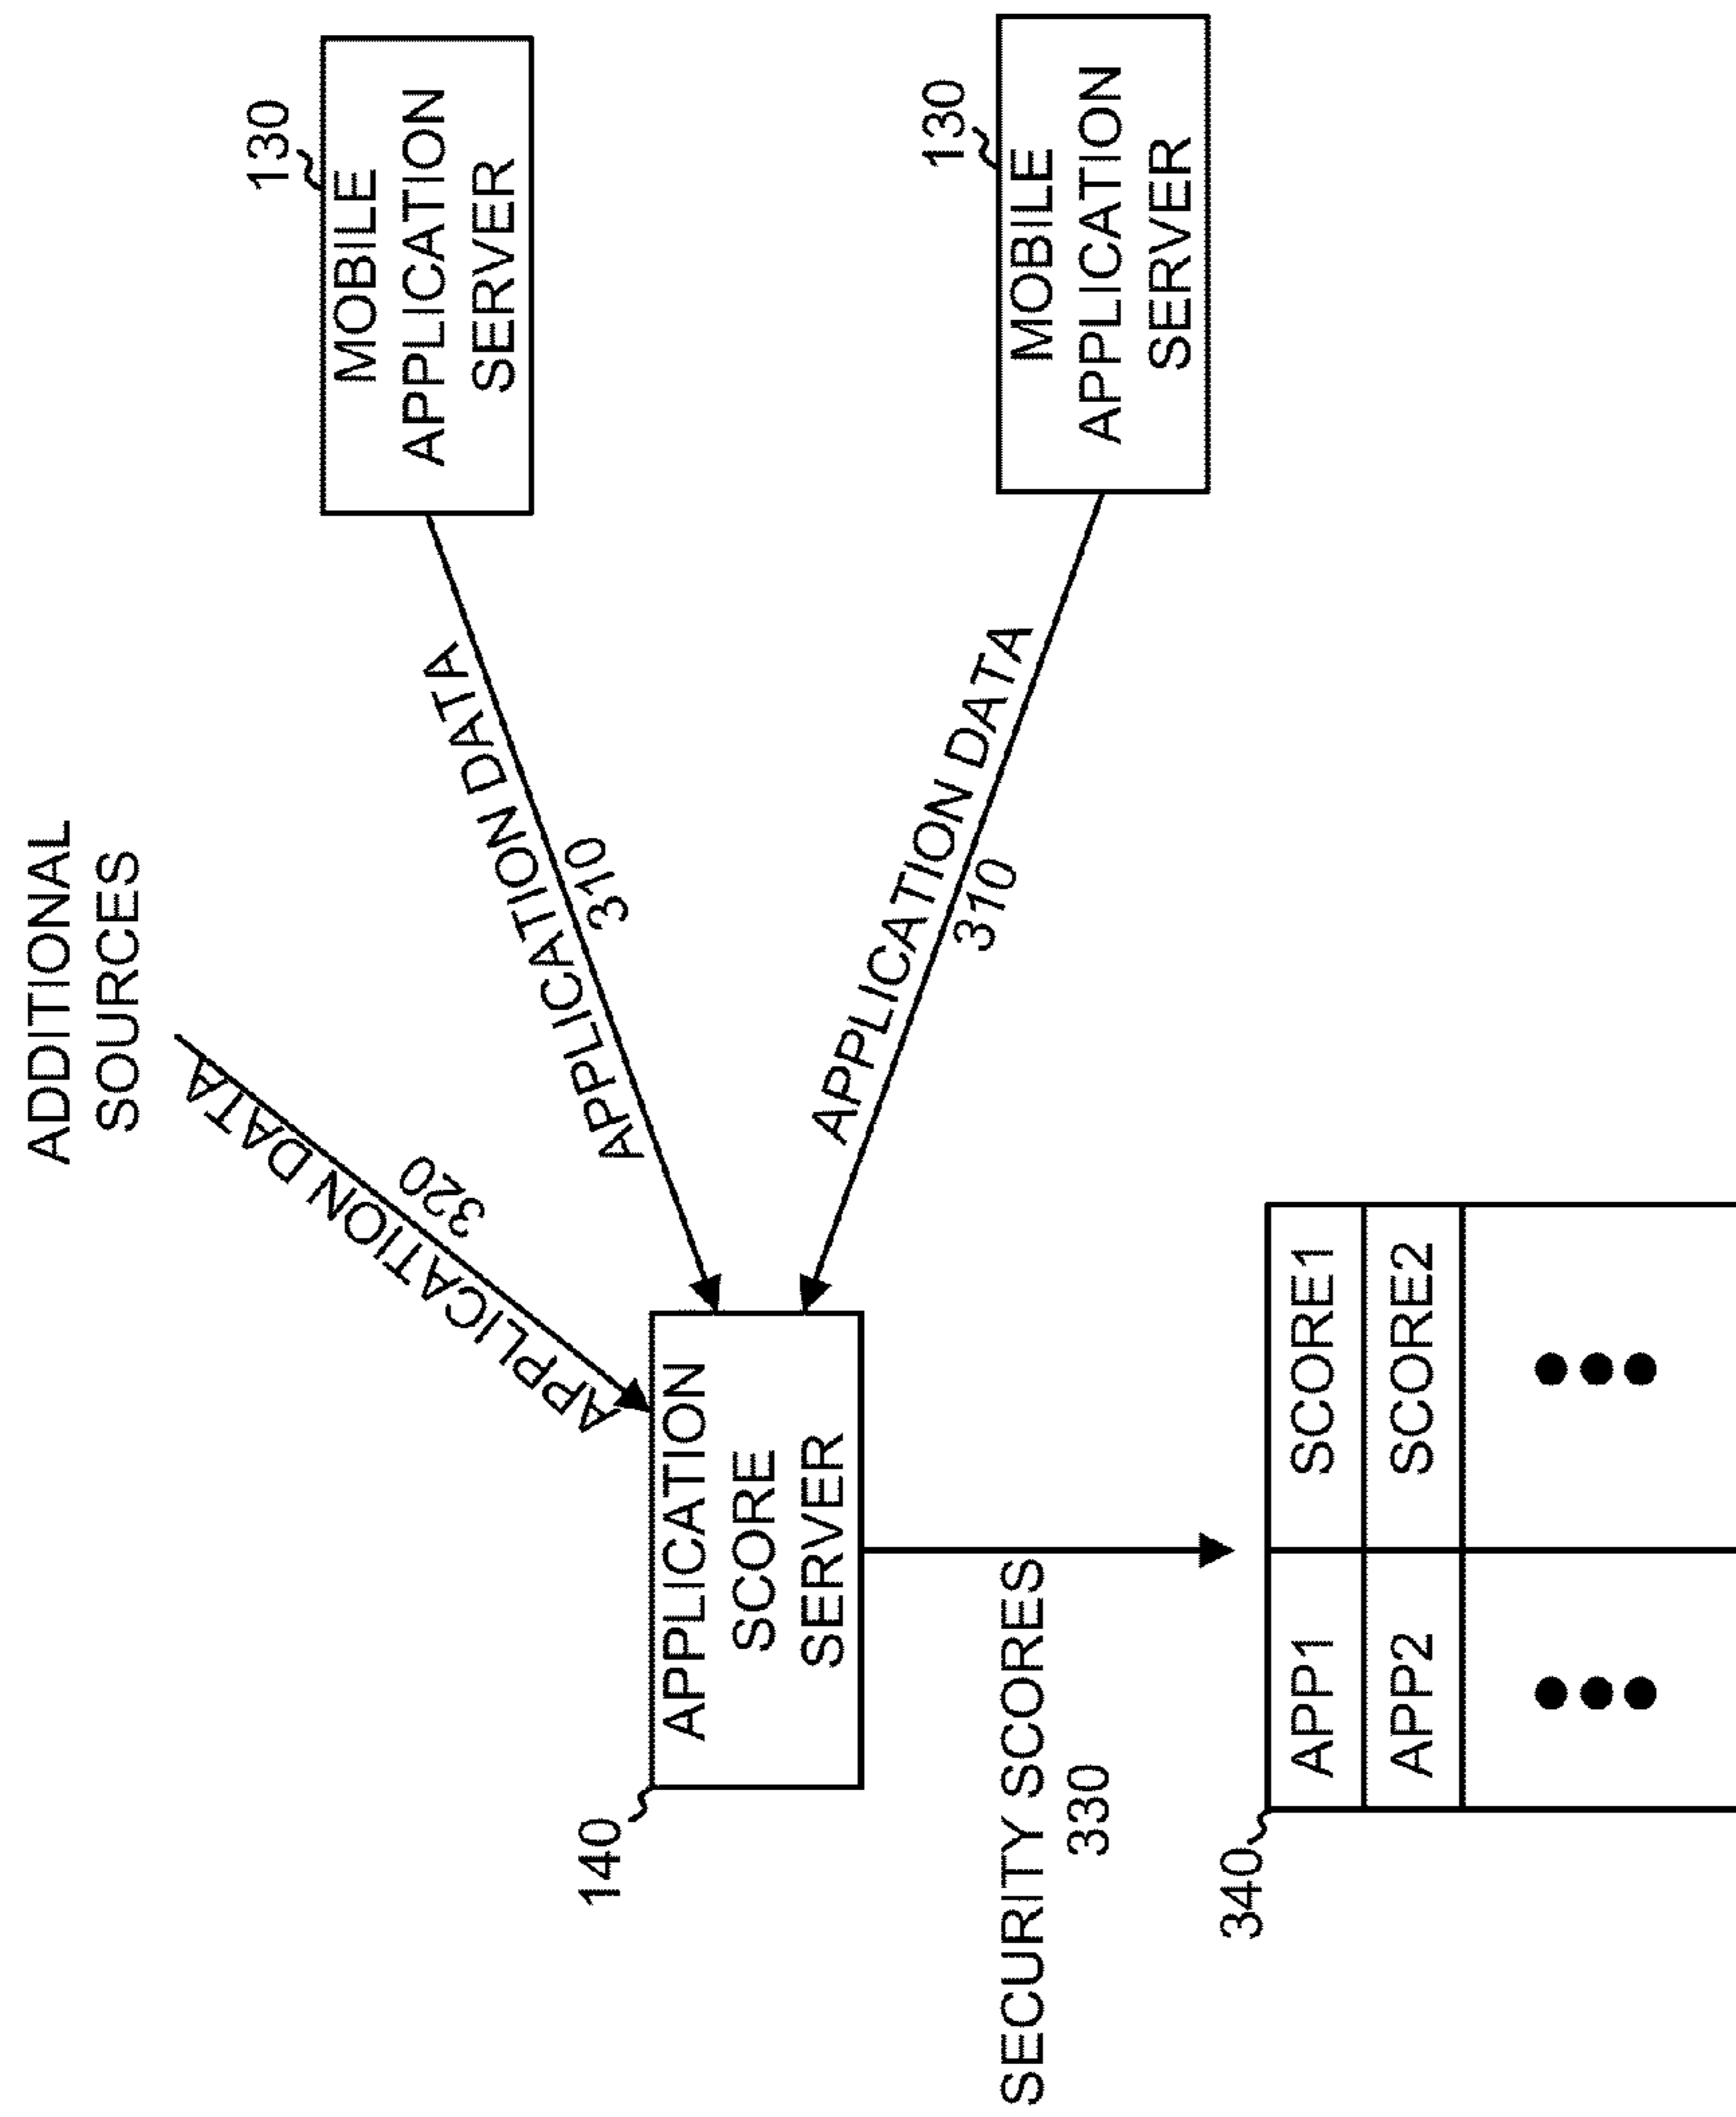 ADDITIONAL
SOURCES
130
MOBILE
APPLICATION
SERVER
APPLICATION DATA
320
APPLICATION DATA
310
140
APPLICATION
SCORE
SERVER
130
MOBILE
APPLICATION
SERVER
APPLICATION DATA
310
SECURITY SCORES
330
340
APP1 SCORE1
APP2 SCORE2